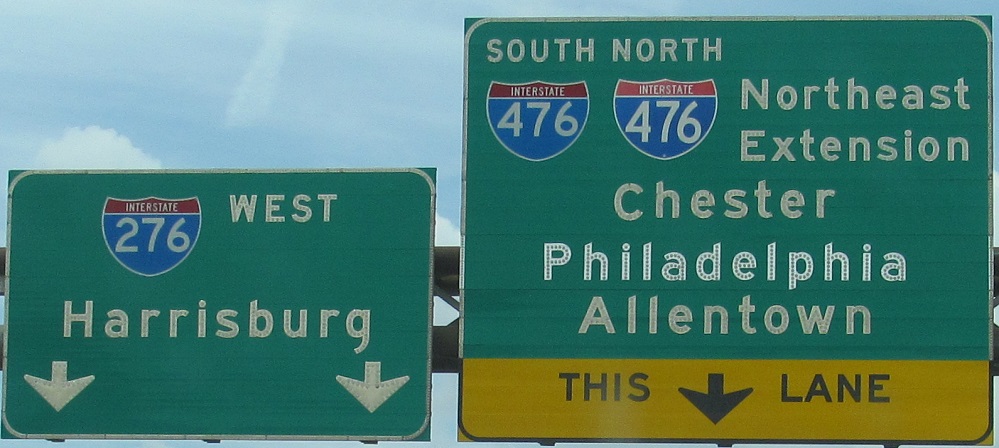 INTERSTATE
276
WEST
Harrisburg
SOUTH NORTH
INTERSTATE
476
INTERSTATE
476
Northeast
Extension
Chester
Philadelphia
Allentown
THIS LANE